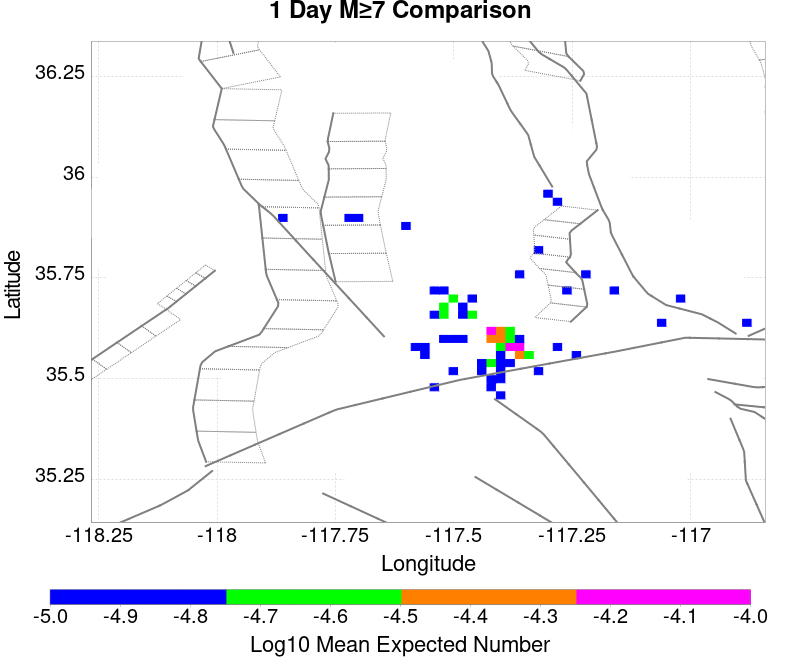 1 Day M≥7 Comparison
36.25
36
35.75
35.5
35.25
Latitude
-118.25 -118 -117.75 -117.5 -117.25 -117
Longitude
-5.0 -4.9 -4.8 -4.7 -4.6 -4.5 -4.4 -4.3 -4.2 -4.1 -4.0
Log10 Mean Expected Number